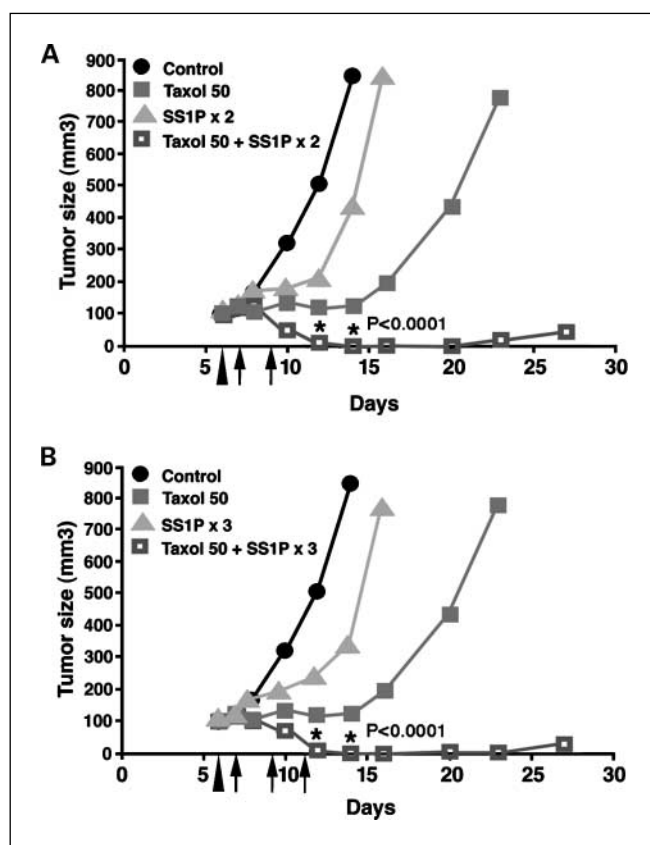 A
Tumor size (mm3)
900
800
700
600
500
400
300
200
100
0
Control
Taxol 50
SS1P x 2
Taxol 50 + SS1P x 2
* * P<0.0001
0 5 10 15 20 25 30
Days
B
Tumor size (mm3)
900
800
700
600
500
400
300
200
100
0
Control
Taxol 50
SS1P x 3
Taxol 50 + SS1P x 3
* * P<0.0001
0 5 10 15 20 25 30
Days